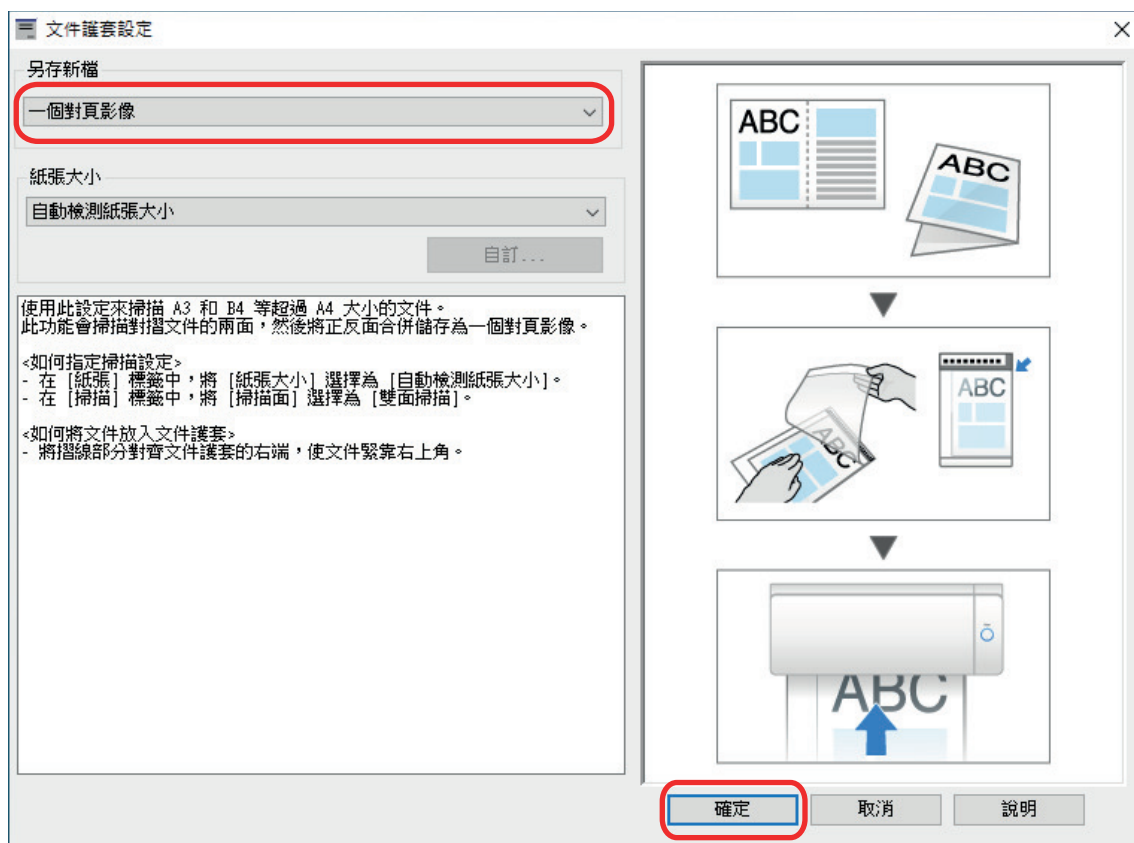 文件護套設定
另存新檔
一個對頁影像
紙張大小
自動檢測紙張大小
自訂...
使用此設定來掃描 A3 和 B4 等超過 A4 大小的文件。
此功能會掃描對摺文件的兩面，然後將正反面合併儲存為一個對頁影像。
<如何指定掃描設定>
- 在 [紙張] 標籤中，將 [紙張大小] 選擇為 [自動檢測紙張大小]。
- 在 [掃描] 標籤中，將 [掃描面] 選擇為 [雙面掃描]。
<如何將文件放入文件護套>
- 將摺線部分對齊文件護套的右端，使文件緊靠右上角。
ABC
ABC
ABC
ABC
ABC
確定
取消
說明